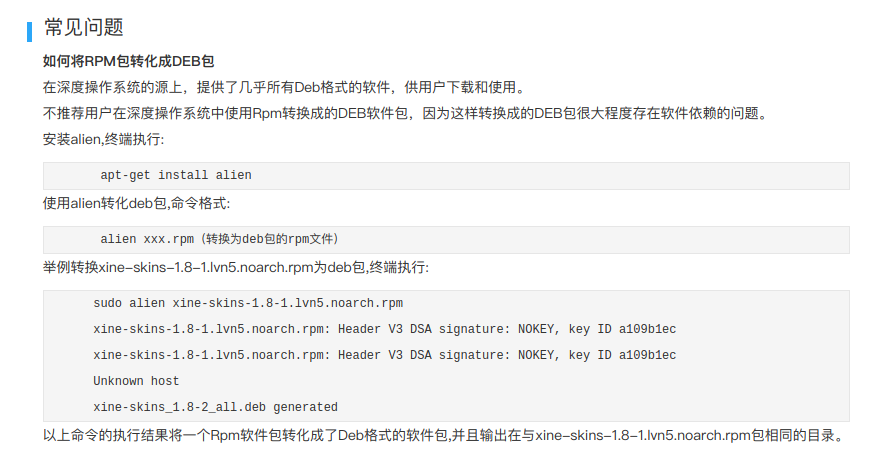 常见问题
如何将RPM包转化成DEB包
在深度操作系统的源上，提供了几乎所有Deb格式的软件，供用户下载和使用。
不推荐用户在深度操作系统中使用Rpm转换成的DEB软件包，因为这样转换成的DEB包很大程度存在软件依赖的问题。
安装alien,终端执行:
apt-get install alien
使用alien转化deb包,命令格式:
alien xxx.rpm（转换为deb包的rpm文件）
举例转换xine-skins-1.8-1.lvn5.noarch.rpm为deb包,终端执行:
sudo alien xine-skins-1.8-1.lvn5.noarch.rpm
xine-skins-1.8-1.lvn5.noarch.rpm: Header V3 DSA signature: NOKEY, key ID a109b1ec
xine-skins-1.8-1.lvn5.noarch.rpm: Header V3 DSA signature: NOKEY, key ID a109b1ec
Unknown host
xine-skins_1.8-2_all.deb generated
以上命令的执行结果将一个Rpm软件包转化成了Deb格式的软件包,并且输出在与xine-skins-1.8-1.lvn5.noarch.rpm包相同的目录。